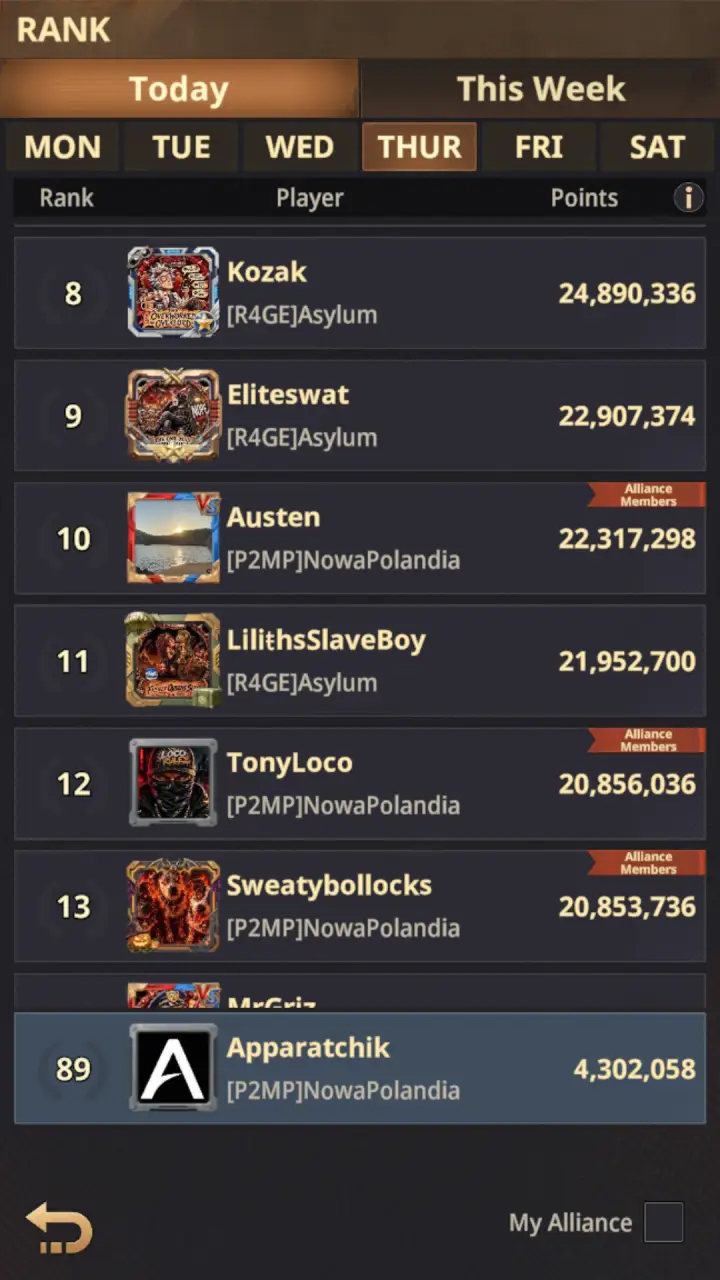 RANK
Today
This Week
MON TUE WED THUR FRI SAT
Rank Player Points
8 Kozak 24,890,336
[R4GE]Asylum
9 Eliteswat 22,907,374
[R4GE]Asylum
Alliance Members
10 Austen 22,317,298
[P2MP]NowaPolandia
11 LiliŧhsSlaveBoy 21,952,700
[R4GE]Asylum
Alliance Members
12 TonyLoco 20,856,036
[P2MP]NowaPolandia
Alliance Members
13 Sweatybollocks 20,853,736
[P2MP]NowaPolandia
MrGriz
89 Apparatchik 4,302,058
[P2MP]NowaPolandia
My Alliance